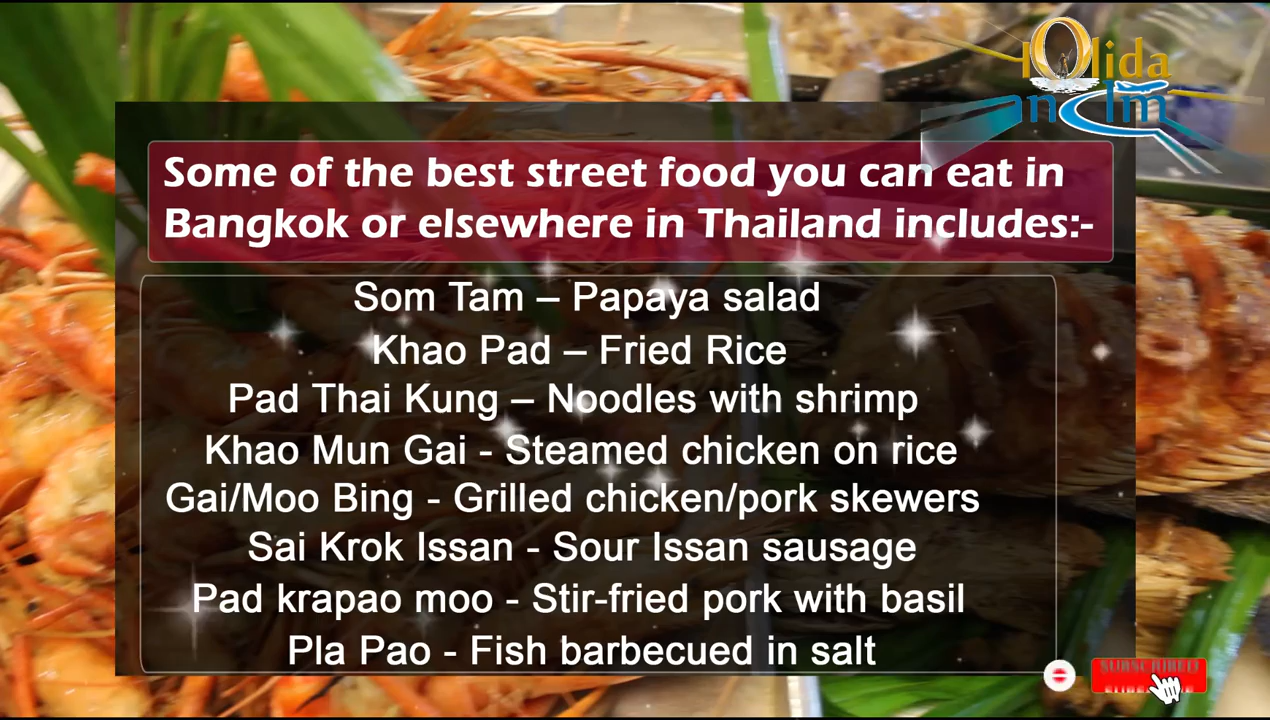 Some of the best street food you can eat in
Bangkok or elsewhere in Thailand includes:-
Som Tam – Papaya salad
Khao Pad – Fried Rice
Pad Thai Kung – Noodles with shrimp
Khao Mun Gai - Steamed chicken on rice
Gai/Moo Bing - Grilled chicken/pork skewers
Sai Krok Issan - Sour Issan sausage
Pad krapao moo - Stir-fried pork with basil
Pla Pao - Fish barbecued in salt